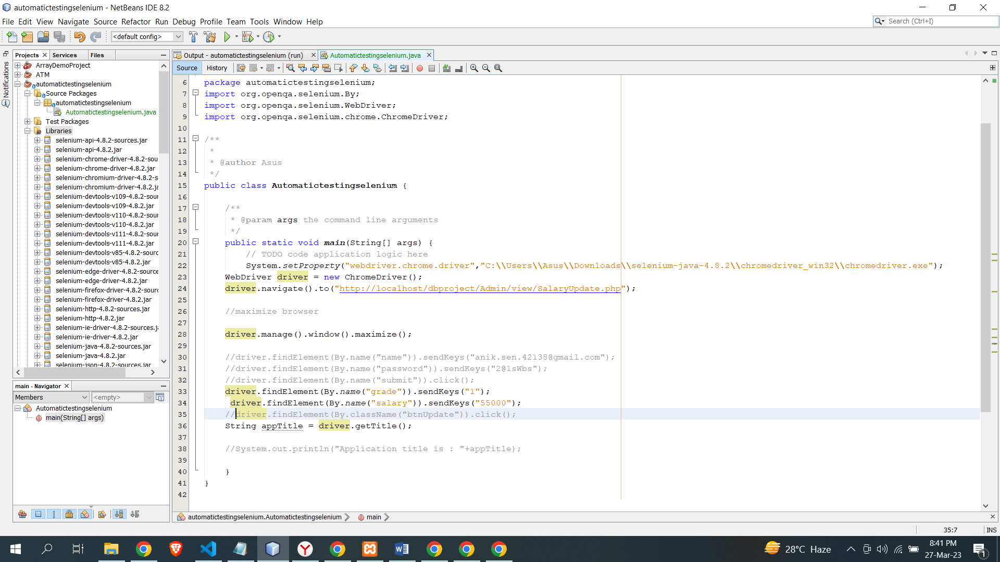 automatictestingselenium - NetBeans IDE 8.2
File Edit View Navigate Source Refactor Run Debug Profile Team Tools Window Help
Search (Ctrl+I)
<default config>
Notifications
Projects
Services
Files
ArrayDemoProject
ATM
automatictestingselenium
Source Packages
automatictestingselenium
Automatictestingselenium.java
Test Packages
Libraries
selenium-api-4.8.2-sources.jar
selenium-api-4.8.2.jar
selenium-chrome-driver-4.8.2-sou
selenium-chrome-driver-4.8.2.jar
selenium-chromium-driver-4.8.2-s
selenium-chromium-driver-4.8.2.ja
selenium-devtools-v109-4.8.2-sour
selenium-devtools-v109-4.8.2.jar
selenium-devtools-v110-4.8.2-sour
selenium-devtools-v110-4.8.2.jar
selenium-devtools-v111-4.8.2-sour
selenium-devtools-v111-4.8.2.jar
selenium-devtools-v85-4.8.2-sourc
selenium-devtools-v85-4.8.2.jar
selenium-edge-driver-4.8.2-source
selenium-edge-driver-4.8.2.jar
selenium-firefox-driver-4.8.2-sourc
selenium-firefox-driver-4.8.2.jar
selenium-http-4.8.2-sources.jar
selenium-http-4.8.2.jar
selenium-ie-driver-4.8.2-sources.ja
selenium-ie-driver-4.8.2.jar
selenium-java-4.8.2-sources.jar
selenium-java-4.8.2.jar
selenium-json-4.8.2-sources.jar
main - Navigator
Members
<empty>
Automatictestingselenium
main(String[] args)
Output - automatictestingselenium (run)
Automatictestingselenium.java
Source History
6 package automatictestingselenium;
7 import org.openqa.selenium.By;
8 import org.openqa.selenium.WebDriver;
9 import org.openqa.selenium.chrome.ChromeDriver;
10
11 /**
12 *
13 * @author Asus
14 */
15 public class Automatictestingselenium {
16
17 /**
18 * @param args the command line arguments
19 */
20 public static void main(String[] args) {
21 // TODO code application logic here
22 System.setProperty("webdriver.chrome.driver","C:\\Users\\Asus\\Downloads\\selenium-java-4.8.2\\chromedriver_win32\\chromedriver.exe");
23 WebDriver driver = new ChromeDriver();
24 driver.navigate().to("http://localhost/dbproject/Admin/view/SalaryUpdate.php");
25
26 //maximize browser
27
28 driver.manage().window().maximize();
29
30 //driver.findElement(By.name("name")).sendKeys("anik.sen.42138@gmail.com");
31 //driver.findElement(By.name("password")).sendKeys("2@1sWbs");
32 //driver.findElement(By.name("submit")).click();
33 driver.findElement(By.name("grade")).sendKeys("1");
34 driver.findElement(By.name("salary")).sendKeys("55000");
35 //driver.findElement(By.className("btnUpdate")).click();
36 String appTitle = driver.getTitle();
37
38 //System.out.println("Application title is : "+appTitle);
39
40 }
41 }
42
automatictestingselenium.Automatictestingselenium
main
35:7
INS
28°C Haze
8:41 PM
27-Mar-23
1